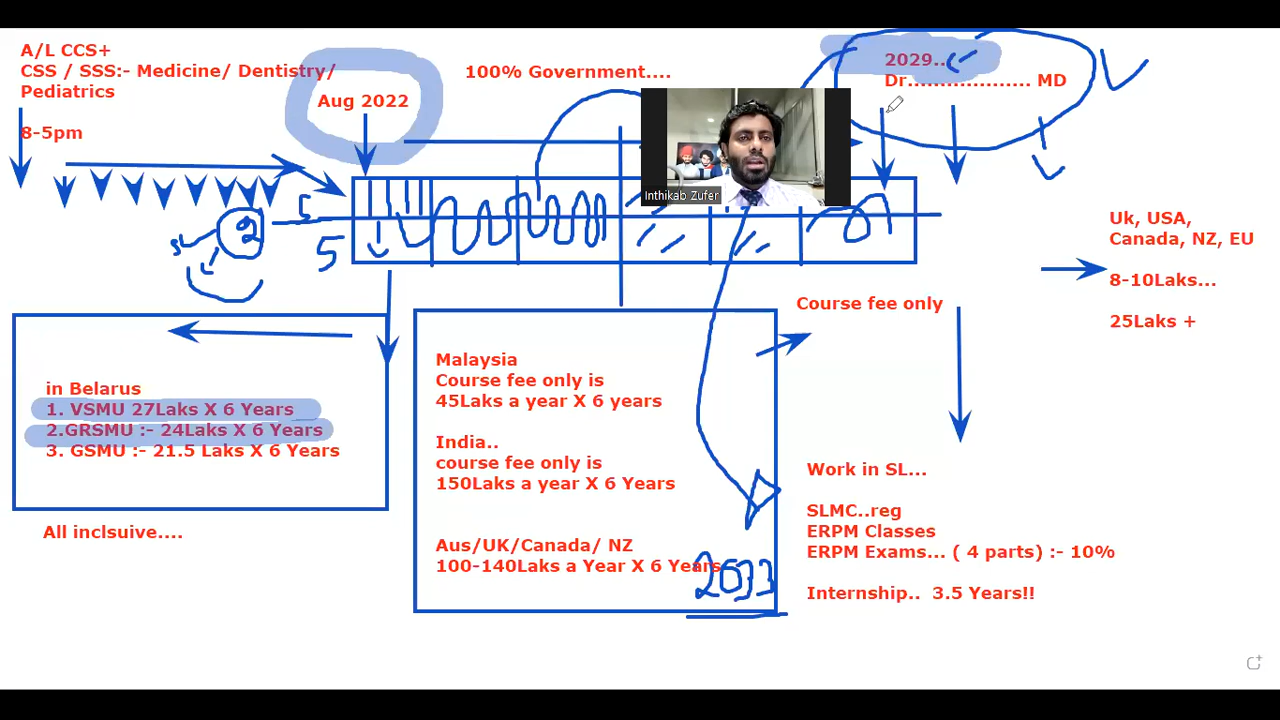 A/L CCS+
CSS / SSS:- Medicine/ Dentistry/
Pediatrics
8-5pm
Aug 2022
100% Government....
2029..
Dr.................... MD
Inthikab Zufer
2
5
5
Uk, USA,
Canada, NZ, EU
8-10Laks...
25Laks +
in Belarus
1. VSMU 27Laks X 6 Years
2.GRSMU :- 24Laks X 6 Years
3. GSMU :- 21.5 Laks X 6 Years
All inclsuive....
Malaysia
Course fee only is
45Laks a year X 6 years
India..
course fee only is
150Laks a year X 6 Years
Aus/UK/Canada/ NZ
100-140Laks a Year X 6 Years
2033
Course fee only
Work in SL...
SLMC..reg
ERPM Classes
ERPM Exams... ( 4 parts) :- 10%
Internship.. 3.5 Years!!